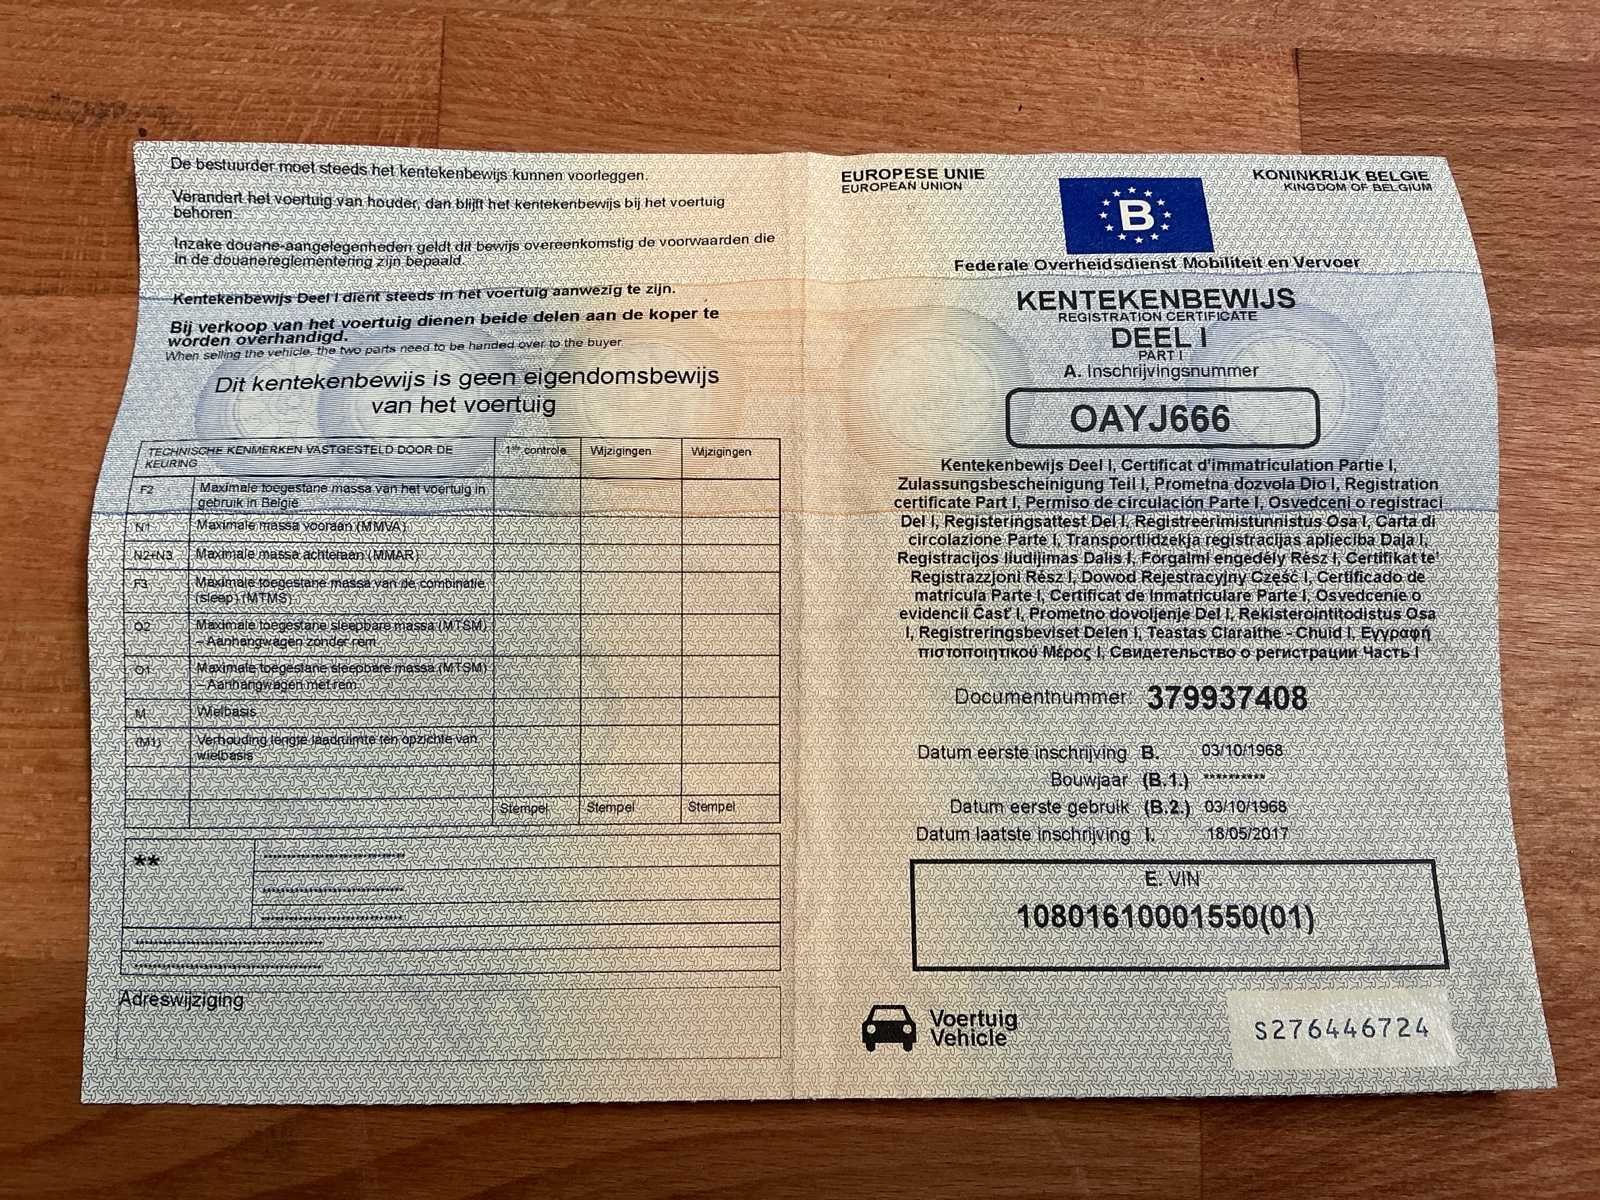 De bestuurder moet steeds het kentekenbewijs kunnen voorleggen.
Verandert het voertuig van houder, dan blijft het kentekenbewijs bij het voertuig
behoren.
Inzake douane-aangelegenheden geldt dit bewijs overeenkomstig de voorwaarden die
in de douanereglementering zijn bepaald.
Kentekenbewijs Deel I dient steeds in het voertuig aanwezig te zijn.
Bij verkoop van het voertuig dienen beide delen aan de koper te
worden overhandigd.
When selling the vehicle, the two parts need to be handed over to the buyer.
Dit kentekenbewijs is geen eigendomsbewijs
van het voertuig
TECHNISCHE KENMERKEN VASTGESTELD DOOR DE
KEURING
1ste controle Wijzigingen Wijzigingen
F2 Maximale toegestane massa van het voertuig in
gebruik in België
N1 Maximale massa vooraan (MMVA)
N2+N3 Maximale massa achteraan (MMAR)
F3 Maximale toegestane massa van de combinatie
(sleep) (MTMS)
O2 Maximale toegestane sleepbare massa (MTSM)
– Aanhangwagen zonder rem
O1 Maximale toegestane sleepbare massa (MTSM)
– Aanhangwagen met rem
M Wielbasis
(M1) Verhouding lengte laadruimte ten opzichte van
wielbasis
Stempel Stempel Stempel
**
Adreswijziging
EUROPESE UNIE
EUROPEAN UNION
B
KONINKRIJK BELGIE
KINGDOM OF BELGIUM
Federale Overheidsdienst Mobiliteit en Vervoer
KENTEKENBEWIJS
REGISTRATION CERTIFICATE
DEEL I
PART I
A. Inschrijvingsnummer
OAYJ666
Kentekenbewijs Deel I, Certificat d'immatriculation Partie I,
Zulassungsbescheinigung Teil I, Prometna dozvola Dio I, Registration
certificate Part I, Permiso de circulación Parte I, Osvedceni o registraci
Del I, Registeringsattest Del I, Registreerimistunnistus Osa I, Carta di
circolazione Parte I, Transportlidzekja registracijas apliecība Daļa I,
Registracijos liudijimas Dalis I, Forgalmi engedély Rész I, Certifikat te'
Registrazzjoni Rész I, Dowod Rejestracyjny Część I, Certificado de
matricula Parte I, Certificat de Inmatriculare Parte I, Osvedcenie o
evidencii Časť I, Prometno dovoljenje Del I, Rekisterointitodistus Osa
I, Registreringsbeviset Delen I, Teastas Claraithe - Chuid I, Εγγραφή
πιστοποιητικού Μέρος I, Свидетельство о регистрации Часть I
Documentnummer: 379937408
Datum eerste inschrijving B. 03/10/1968
Bouwjaar (B.1.) **********
Datum eerste gebruik (B.2.) 03/10/1968
Datum laatste inschrijving I. 18/05/2017
E. VIN
10801610001550(01)
Voertuig
Vehicle
S276446724